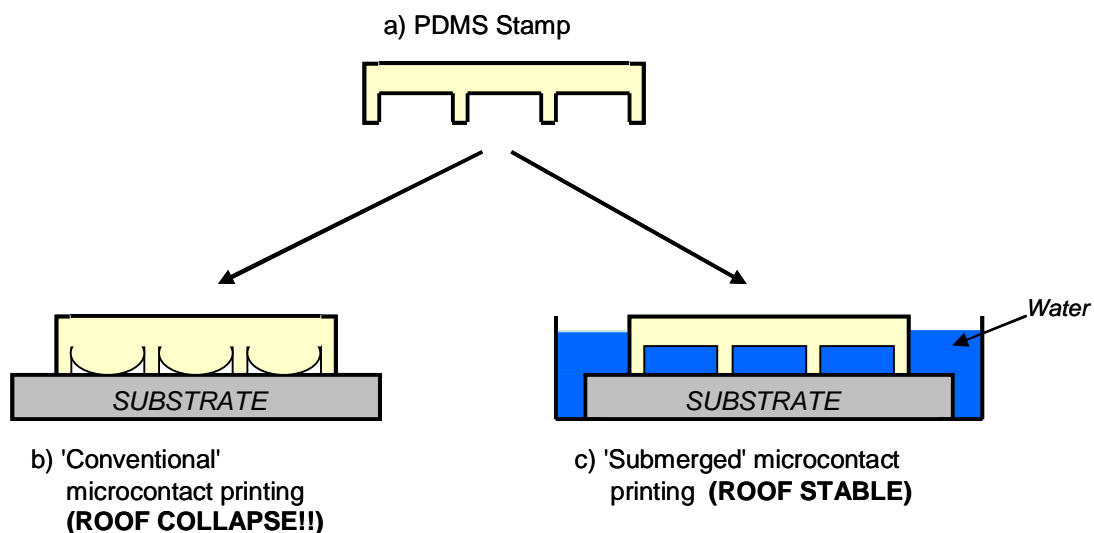 a) PDMS Stamp
Water
SUBSTRATE
SUBSTRATE
b) 'Conventional'
microcontact printing
(ROOF COLLAPSE!!)
c) 'Submerged' microcontact
printing (ROOF STABLE)